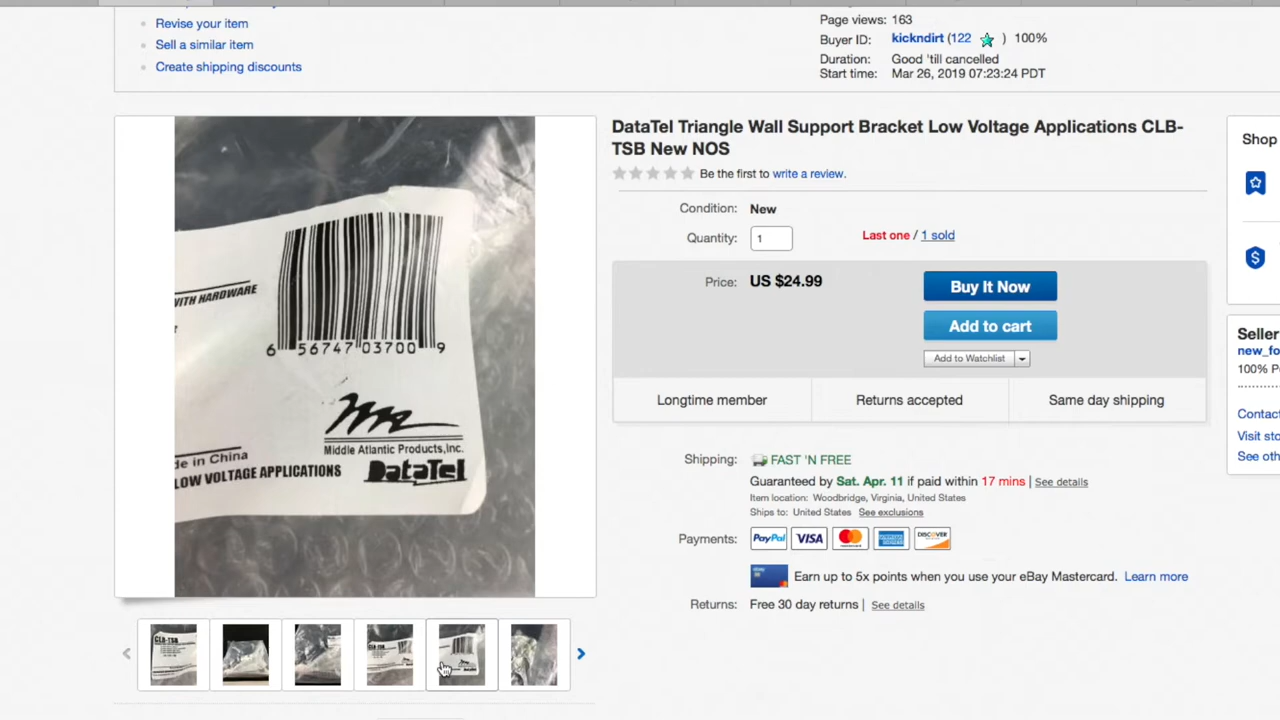 Revise your item
Sell a similar item
Create shipping discounts
Page views: 163
Buyer ID: kickndirt (122 ) 100%
Duration: Good 'till cancelled
Start time: Mar 26, 2019 07:23:24 PDT
WITH HARDWARE
6 56747 03700 9
Middle Atlantic Products,Inc.
de in China
LOW VOLTAGE APPLICATIONS DataTel
DataTel Triangle Wall Support Bracket Low Voltage Applications CLB-
TSB New NOS
Be the first to write a review.
Condition: New
Quantity: 1 Last one / 1 sold
Price: US $24.99
Buy It Now
Add to cart
Add to Watchlist
Longtime member Returns accepted Same day shipping
Shipping: FAST 'N FREE
Guaranteed by Sat. Apr. 11 if paid within 17 mins | See details
Item location: Woodbridge, Virginia, United States
Ships to: United States See exclusions
Payments: PayPal VISA MasterCard DISCOVER
Earn up to 5x points when you use your eBay Mastercard. Learn more
Returns: Free 30 day returns | See details
CLB-TSB
Shop
$
Seller
new_fo
100% P
Contact
Visit sto
See oth